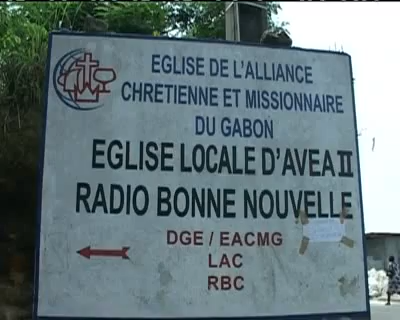 EGLISE DE L'ALLIANCE
CHRETIENNE ET MISSIONNAIRE
DU GABON
EGLISE LOCALE D'AVEA II
RADIO BONNE NOUVELLE
DGE / EACMG
LAC
RBC